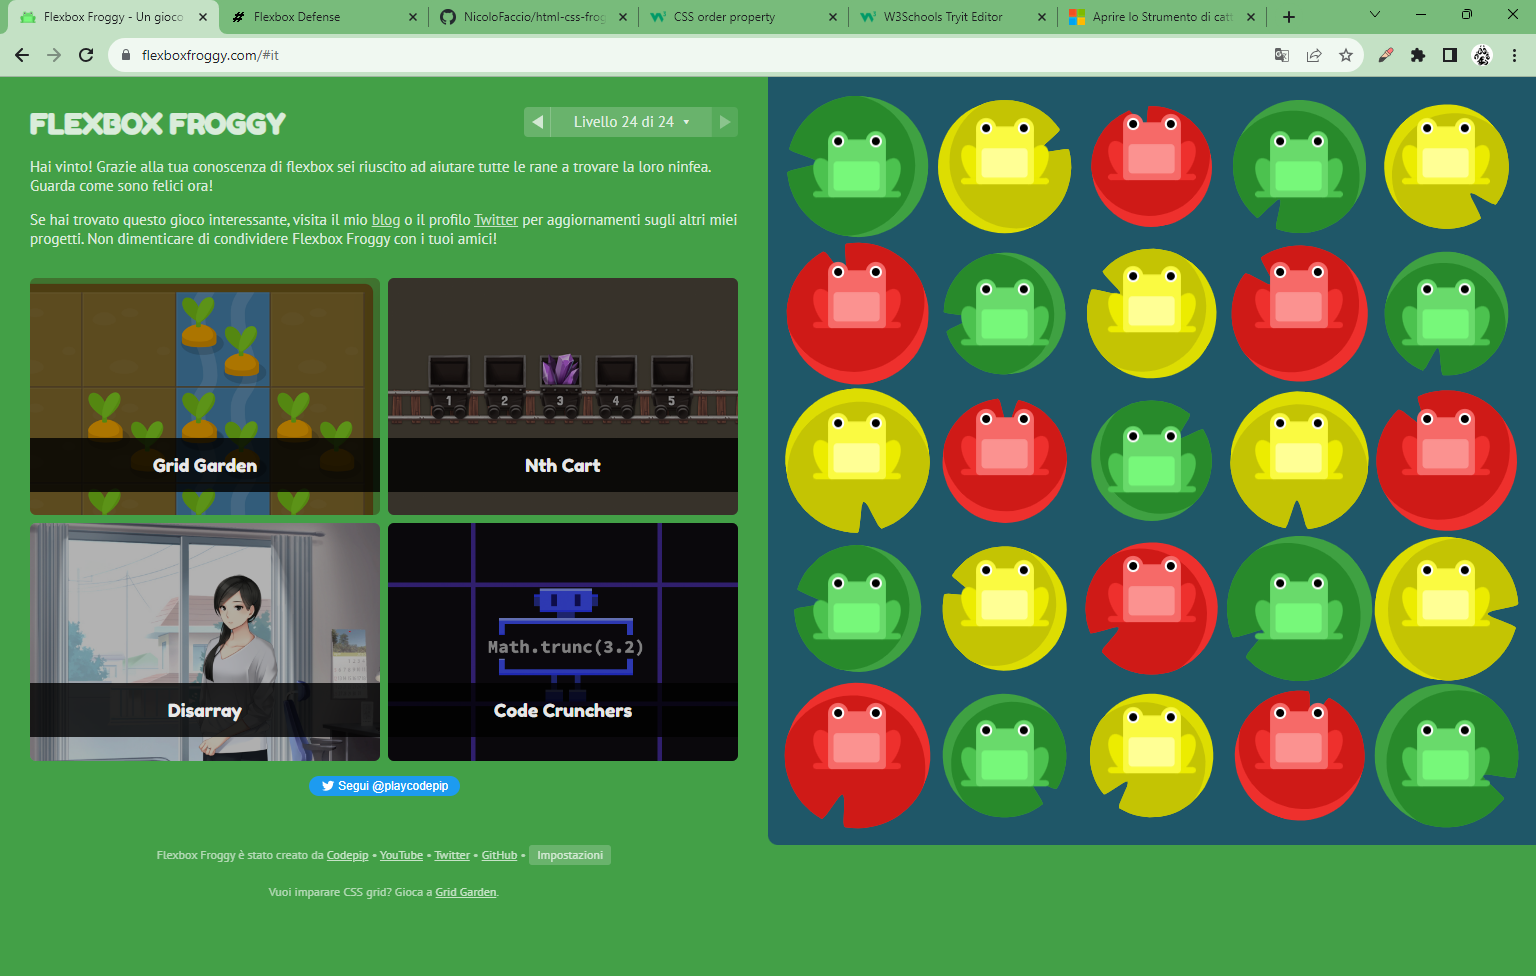 Flexbox Froggy - Un gioco
Flexbox Defense
NicoloFaccio/html-css-frog
CSS order property
W3Schools Tryit Editor
Aprire lo Strumento di catt
flexboxfroggy.com/#it
FLEXBOX FROGGY
Livello 24 di 24
Hai vinto! Grazie alla tua conoscenza di flexbox sei riuscito ad aiutare tutte le rane a trovare la loro ninfea.
Guarda come sono felici ora!
Se hai trovato questo gioco interessante, visita il mio blog o il profilo Twitter per aggiornamenti sugli altri miei
progetti. Non dimenticare di condividere Flexbox Froggy con i tuoi amici!
Grid Garden
1 2 3 4 5
Nth Cart
Disarray
Math.trunc(3.2)
Code Crunchers
Segui @playcodepip
Flexbox Froggy è stato creato da Codepip • YouTube • Twitter • GitHub • Impostazioni
Vuoi imparare CSS grid? Gioca a Grid Garden.